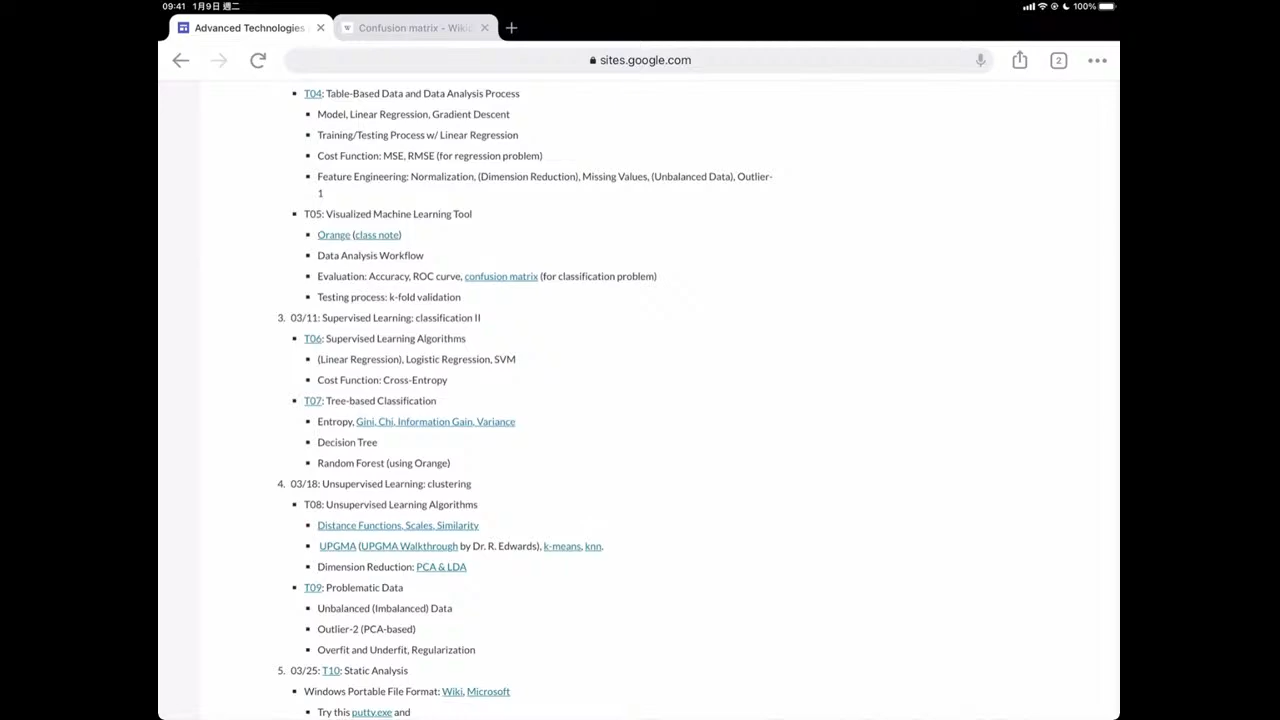 09:41 1月9日 週二
100%
Advanced Technologies
Confusion matrix - Wiki
sites.google.com
2
T04: Table-Based Data and Data Analysis Process
Model, Linear Regression, Gradient Descent
Training/Testing Process w/ Linear Regression
Cost Function: MSE, RMSE (for regression problem)
Feature Engineering: Normalization, (Dimension Reduction), Missing Values, (Unbalanced Data), Outlier-
1
T05: Visualized Machine Learning Tool
Orange (class note)
Data Analysis Workflow
Evaluation: Accuracy, ROC curve, confusion matrix (for classification problem)
Testing process: k-fold validation
3. 03/11: Supervised Learning: classification II
T06: Supervised Learning Algorithms
(Linear Regression), Logistic Regression, SVM
Cost Function: Cross-Entropy
T07: Tree-based Classification
Entropy, Gini, Chi, Information Gain, Variance
Decision Tree
Random Forest (using Orange)
4. 03/18: Unsupervised Learning: clustering
T08: Unsupervised Learning Algorithms
Distance Functions, Scales, Similarity
UPGMA (UPGMA Walkthrough by Dr. R. Edwards), k-means, knn.
Dimension Reduction: PCA & LDA
T09: Problematic Data
Unbalanced (Imbalanced) Data
Outlier-2 (PCA-based)
Overfit and Underfit, Regularization
5. 03/25: T10: Static Analysis
Windows Portable File Format: Wiki, Microsoft
Try this putty.exe and